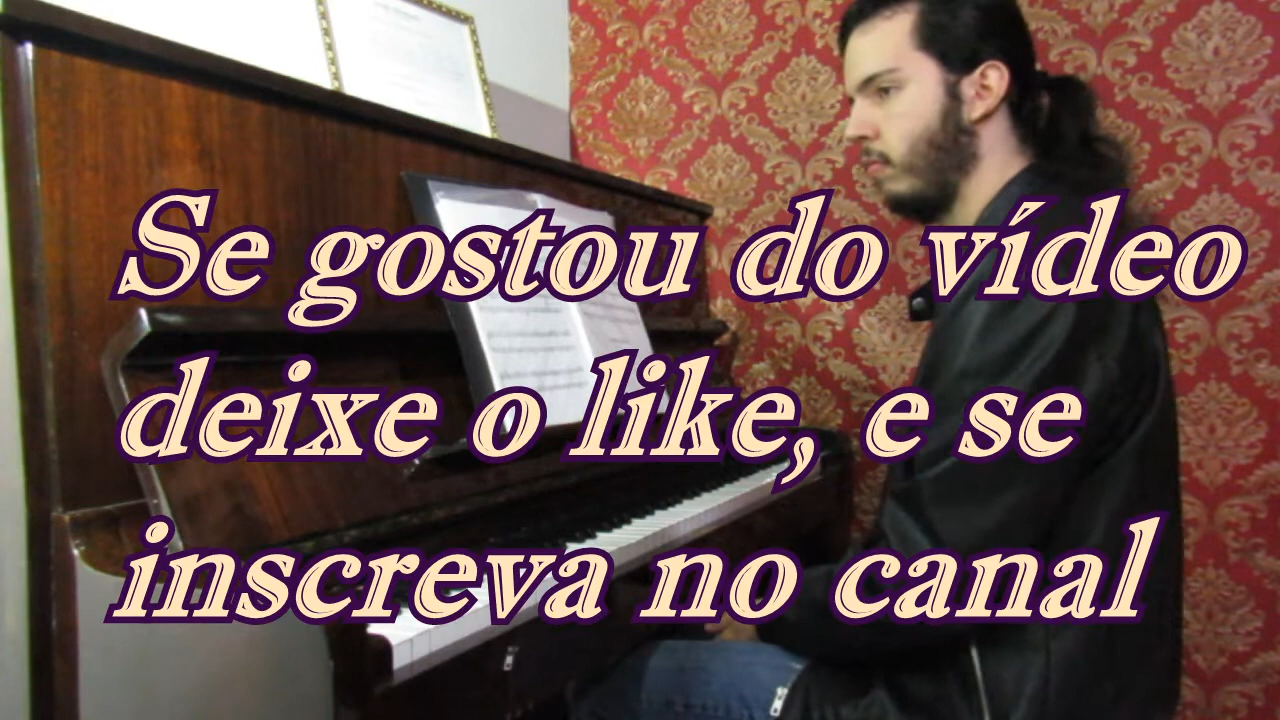 Se gostou do vídeo
deixe o like, e se
inscreva no canal